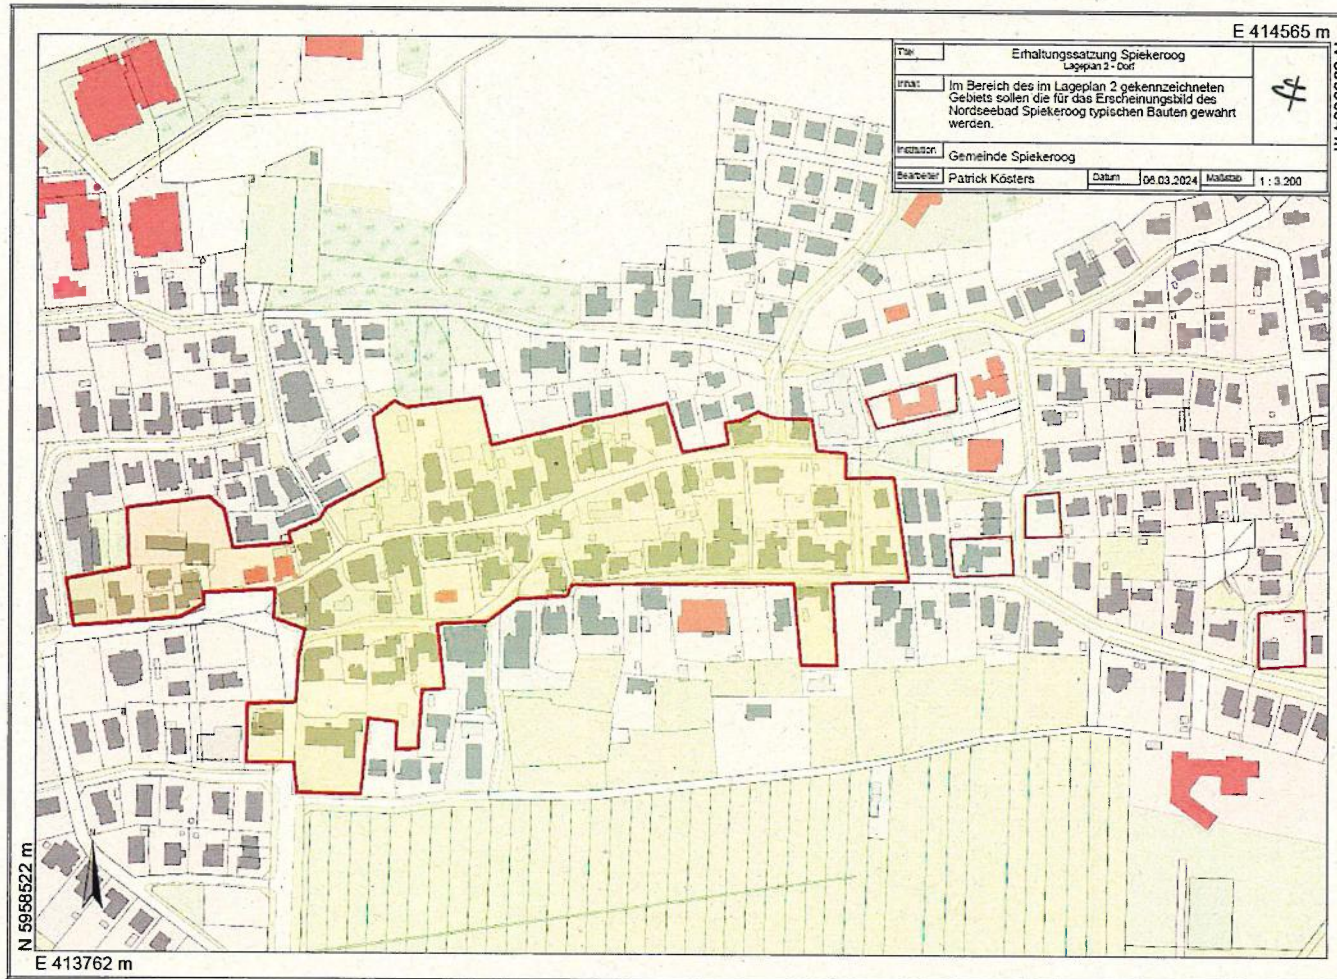 E 414565 m
Titel
Erhaltungssatzung Spiekeroog
Lageplan 2 - Dorf
Inhalt
Im Bereich des im Lageplan 2 gekennzeichneten
Gebiets sollen die für das Erscheinungsbild des
Nordseebad Spiekeroog typischen Bauten gewahrt
werden.
Institution
Gemeinde Spiekeroog
Bearbeiter
Patrick Kösters
Datum
06.03.2024
Maßstab
1 : 3.200
N 5958522 m
E 413762 m